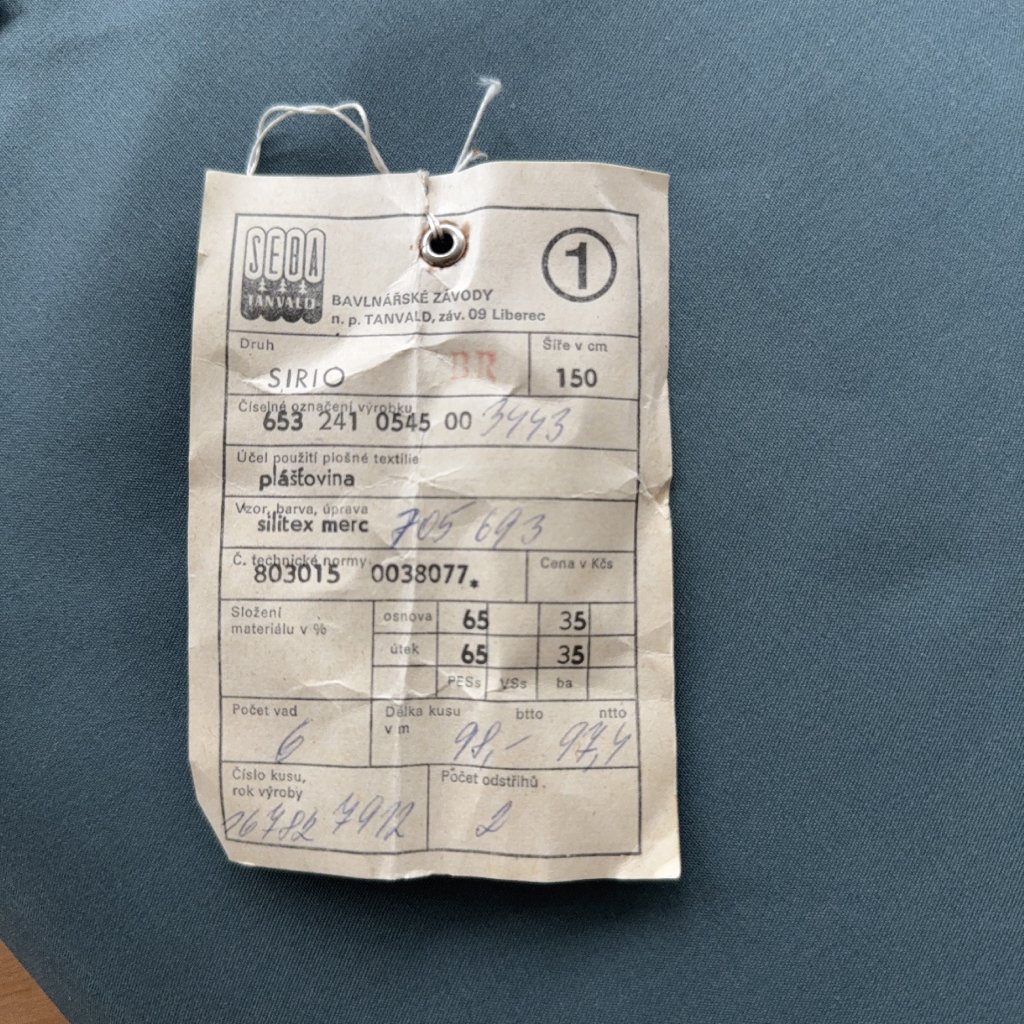 SEBA
TANVALD
1
BAVLNÁŘSKÉ ZÁVODY
n. p. TANVALD, záv. 09 Liberec
Druh
Šíře v cm
SIRIO
BR
150
Číselné označení výrobku
653 241 0545 00 3443
Účel použití plošné textilie
plášťovina
Vzor, barva, úprava
silitex merc 705 693
Č. technické normy
803015 0038077.
Cena v Kčs
Složení
materiálu v %
osnova 65 35
útek 65 35
PESs VSs ba
Počet vad
6
Délka kusu btto ntto
v m
98,- 97,4
Číslo kusu,
rok výroby
16782 7912
Počet odstřihů
2